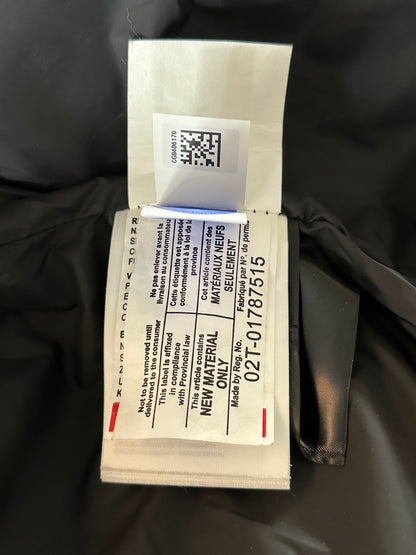 CG0406170
Not to be removed until
delivered to the consumer
This label is affixed
in compliance
with Provincial law
This article contains
NEW MATERIAL
ONLY
Made by Reg. No.
02T-01787515
Ne pas enlever avant la
livraison au consommateur
Cette étiquette est apposée
conformément à la loi de la
province
Cet article contient des
MATÉRIAUX NEUFS
SEULEMENT
Fabriqué par No. de permis